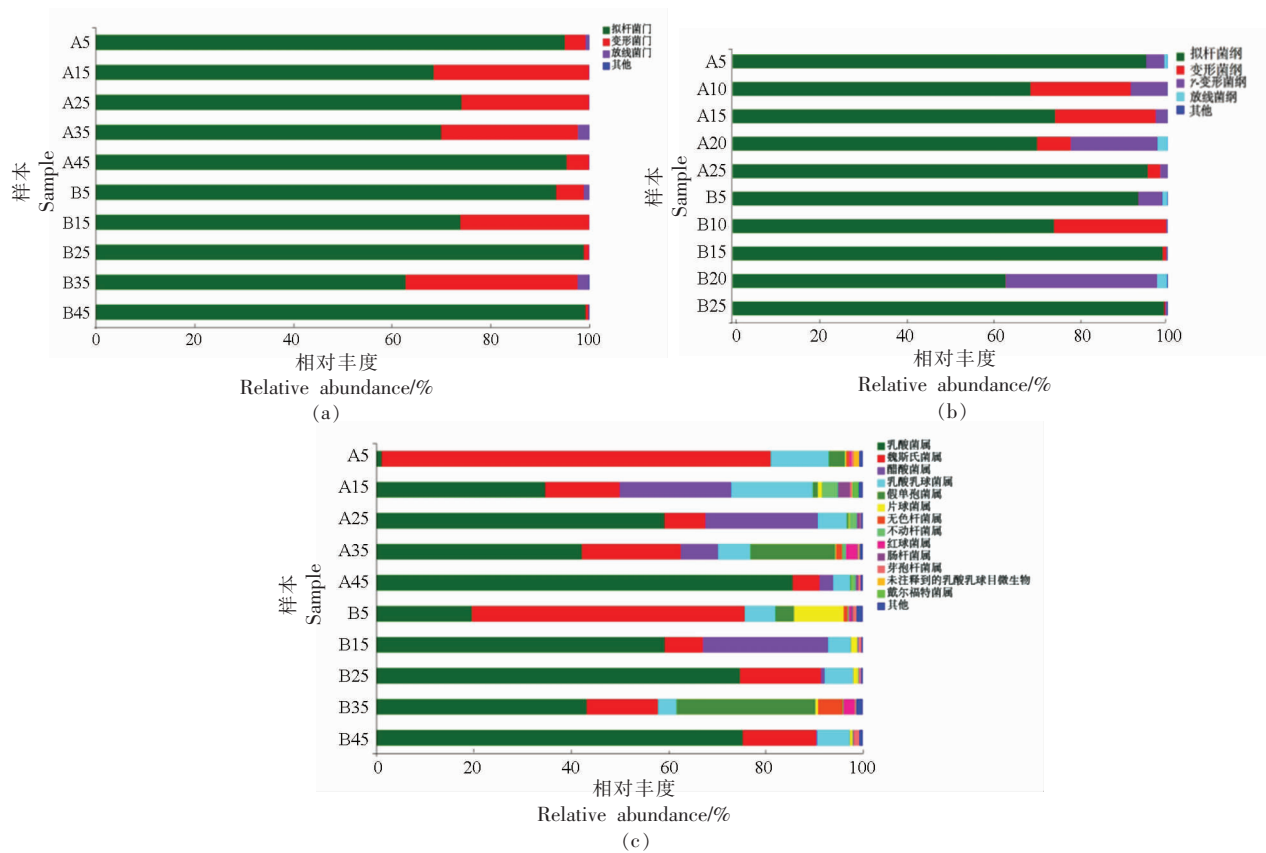 拟杆菌门
变形菌门
放线菌门
其他
A5
A15
A25
A35
A45
B5
B15
B25
B35
B45
样本
Sample
0 20 40 60 80 100
相对丰度
Relative abundance/%
(a)
拟杆菌纲
变形菌纲
γ-变形菌纲
放线菌纲
其他
A5
A10
A15
A20
A25
B5
B10
B15
B20
B25
样本
Sample
0 20 40 60 80 100
相对丰度
Relative abundance/%
(b)
乳酸菌属
魏斯氏菌属
醋酸菌属
乳酸乳球菌属
假单孢菌属
片球菌属
无色杆菌属
不动杆菌属
红球菌属
肠杆菌属
芽孢杆菌属
未注释到的乳酸乳球目微生物
戴尔福特菌属
其他
A5
A15
A25
A35
A45
B5
B15
B25
B35
B45
样本
Sample
0 20 40 60 80 100
相对丰度
Relative abundance/%
(c)